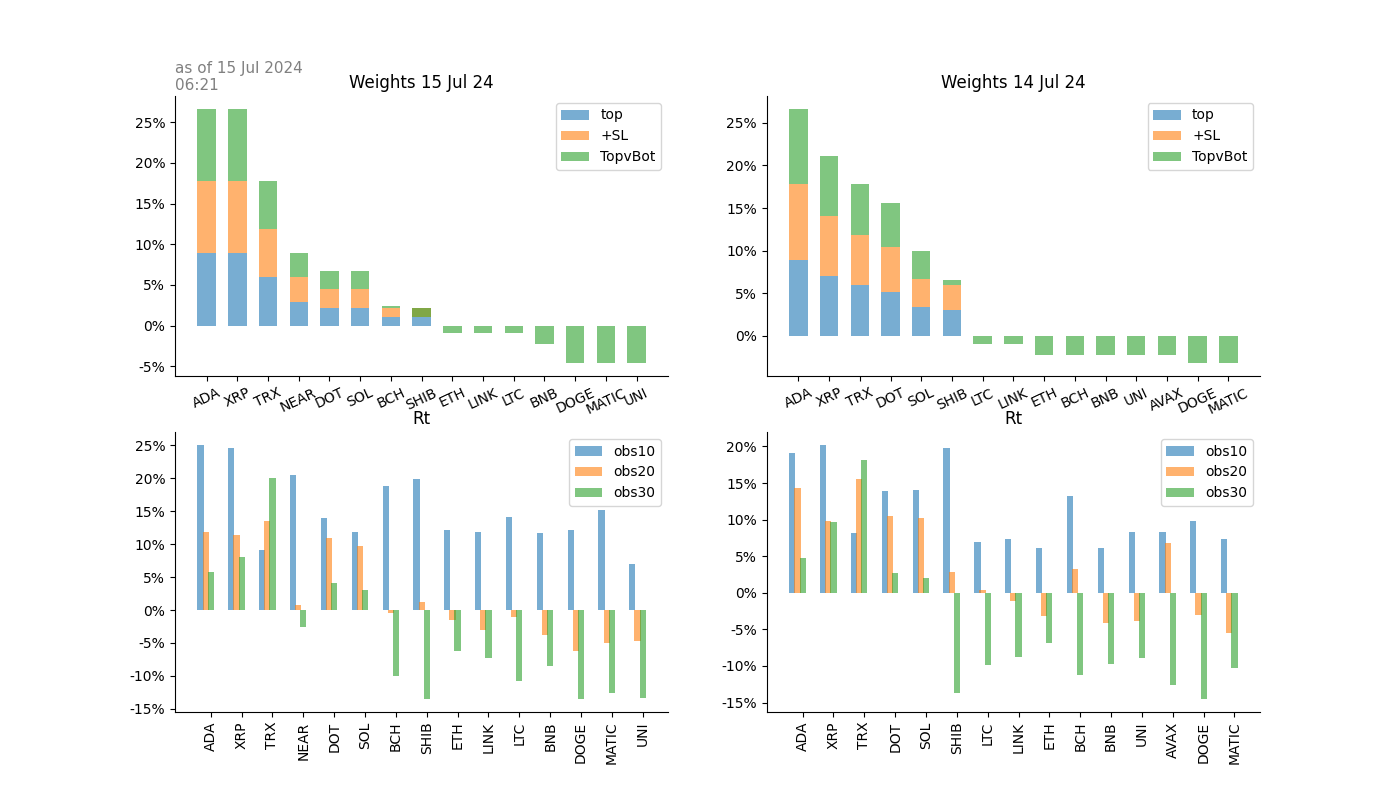 as of 15 Jul 2024
06:21
Weights 15 Jul 24
25%
20%
15%
10%
5%
0%
-5%
top
+SL
TopvBot
ADA XRP TRX NEAR DOT SOL BCH SHIB ETH LINK LTC BNB DOGE MATIC UNI
Weights 14 Jul 24
25%
20%
15%
10%
5%
0%
top
+SL
TopvBot
ADA XRP TRX DOT SOL SHIB LTC LINK ETH BCH BNB UNI AVAX DOGE MATIC
Rt
25%
20%
15%
10%
5%
0%
-5%
-10%
-15%
obs10
obs20
obs30
ADA XRP TRX NEAR DOT SOL BCH SHIB ETH LINK LTC BNB DOGE MATIC UNI
Rt
20%
15%
10%
5%
0%
-5%
-10%
-15%
obs10
obs20
obs30
ADA XRP TRX DOT SOL SHIB LTC LINK ETH BCH BNB UNI AVAX DOGE MATIC